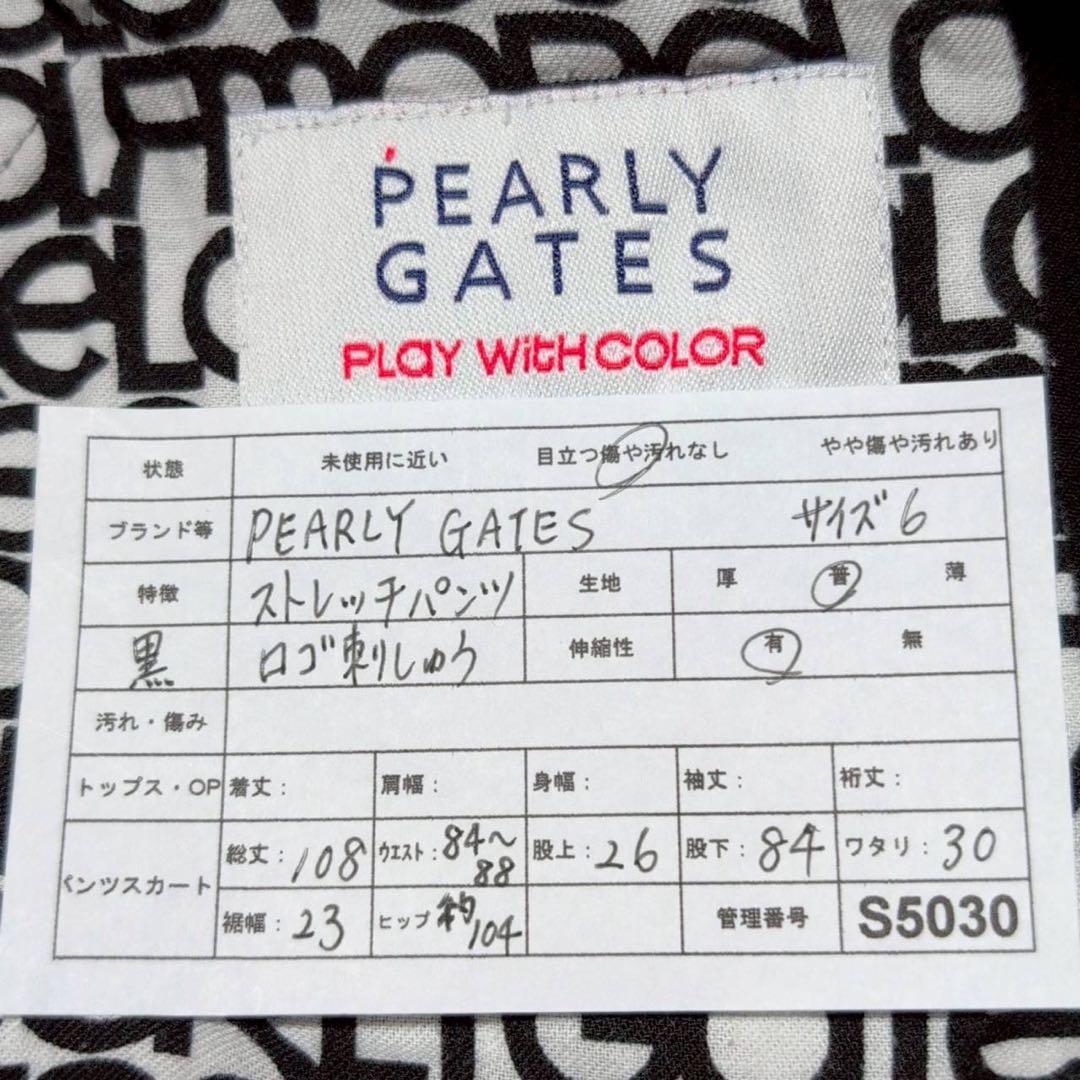 PEARLY
GATES
PLAY WITH COLOR
状態 未使用に近い 目立つ傷や汚れなし やや傷や汚れあり
ブランド等 PEARLY GATES サイズ6
特徴 ストレッチパンツ 生地 厚 普 薄
黒 ロゴ刺しゅう 伸縮性 有 無
汚れ・傷み
トップス・OP 着丈: 肩幅: 身幅: 袖丈: 裄丈:
パンツスカート 総丈:108 ウエスト:84〜88 股上:26 股下:84 ワタリ:30
裾幅:23 ヒップ 約104 管理番号 S5030